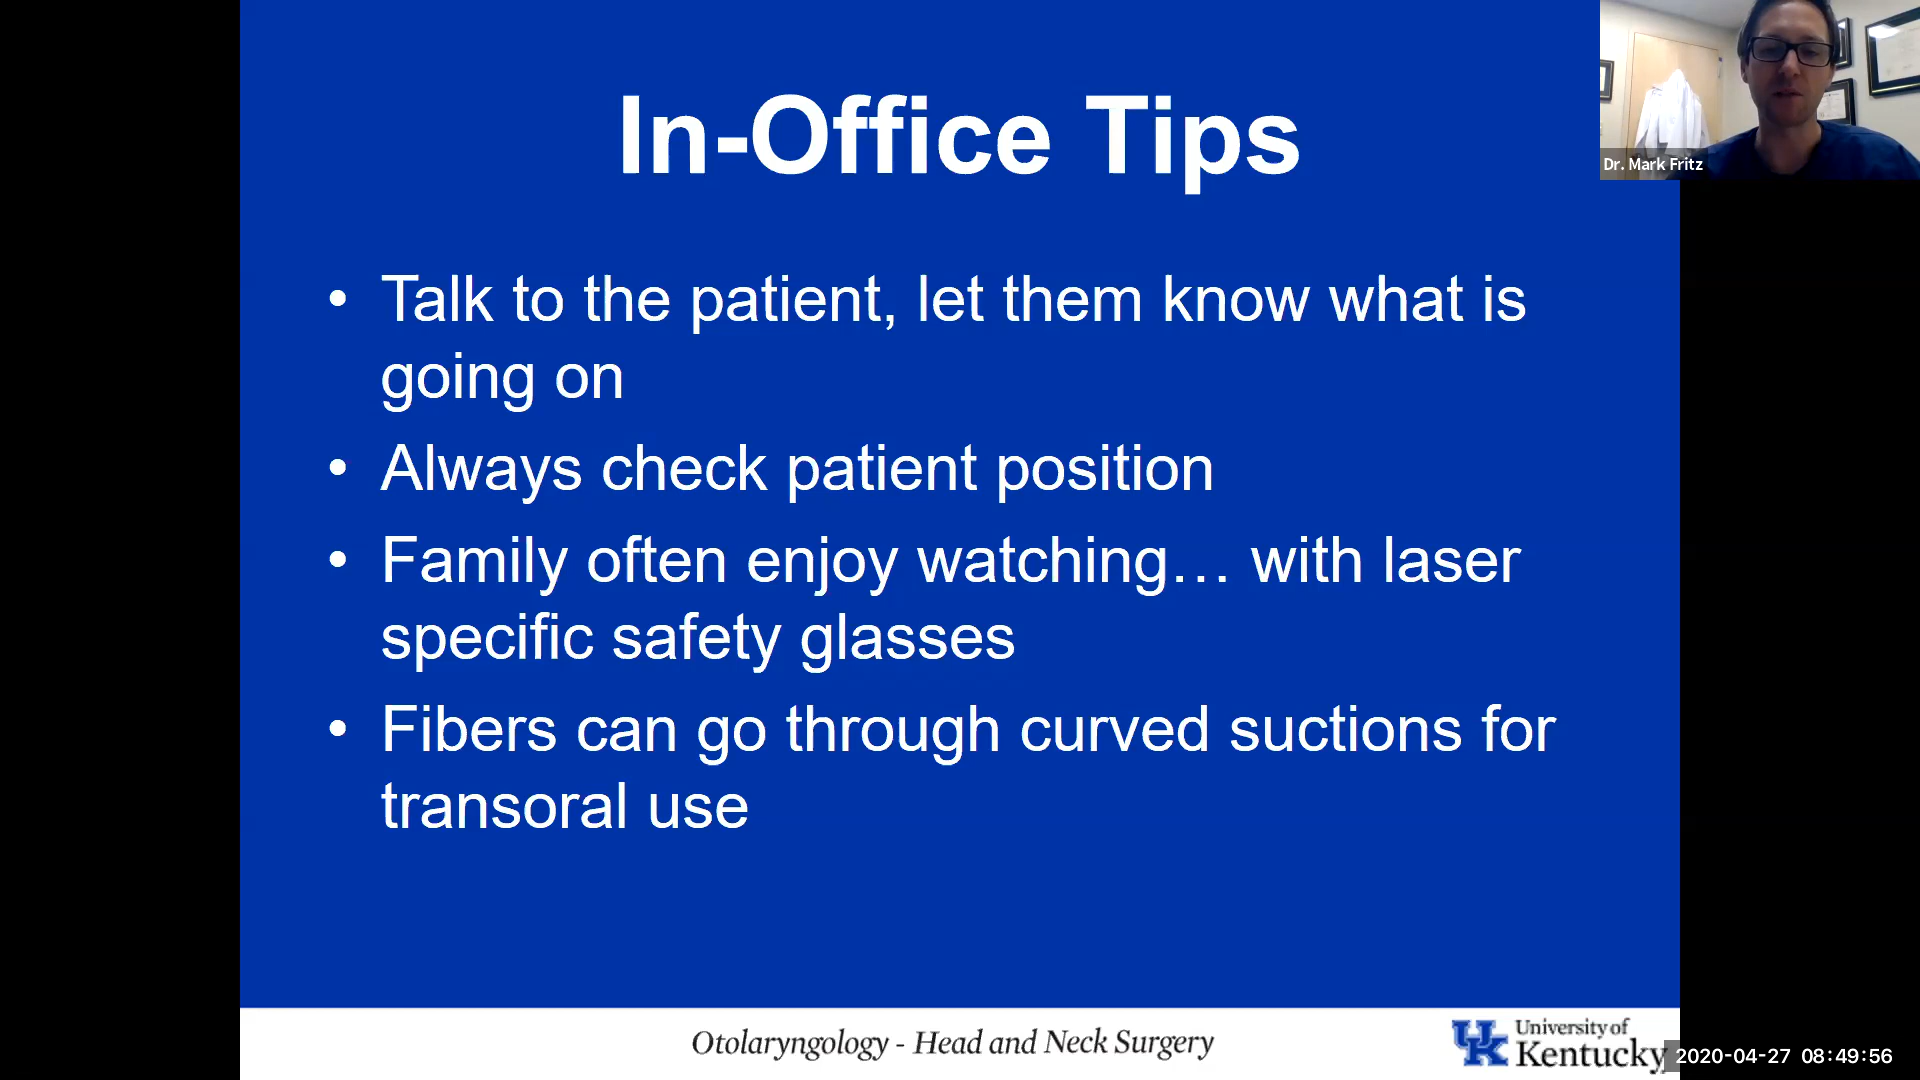 In-Office Tips
Dr. Mark Fritz
• Talk to the patient, let them know what is
going on
• Always check patient position
• Family often enjoy watching… with laser
specific safety glasses
• Fibers can go through curved suctions for
transoral use
Otolaryngology - Head and Neck Surgery
UK
University of
Kentucky
2020-04-27 08:49:56